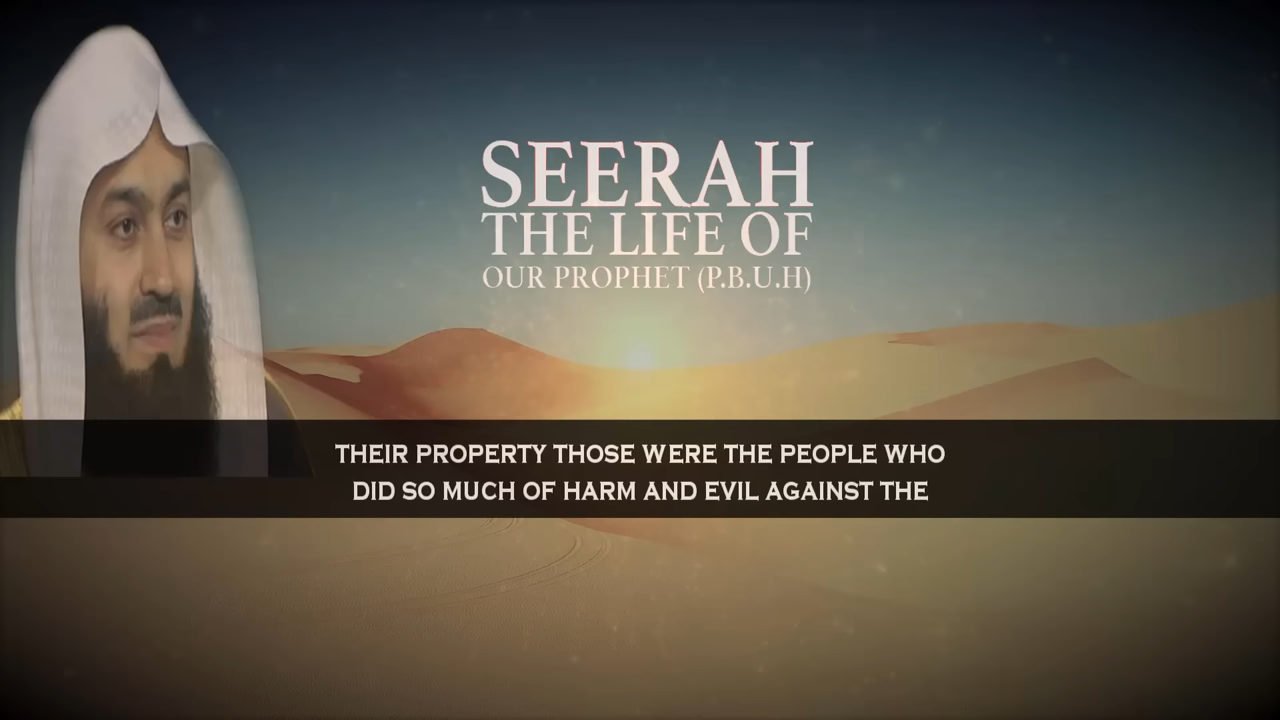 SEERAH
THE LIFE OF
OUR PROPHET (P.B.U.H)
THEIR PROPERTY THOSE WERE THE PEOPLE WHO
DID SO MUCH OF HARM AND EVIL AGAINST THE